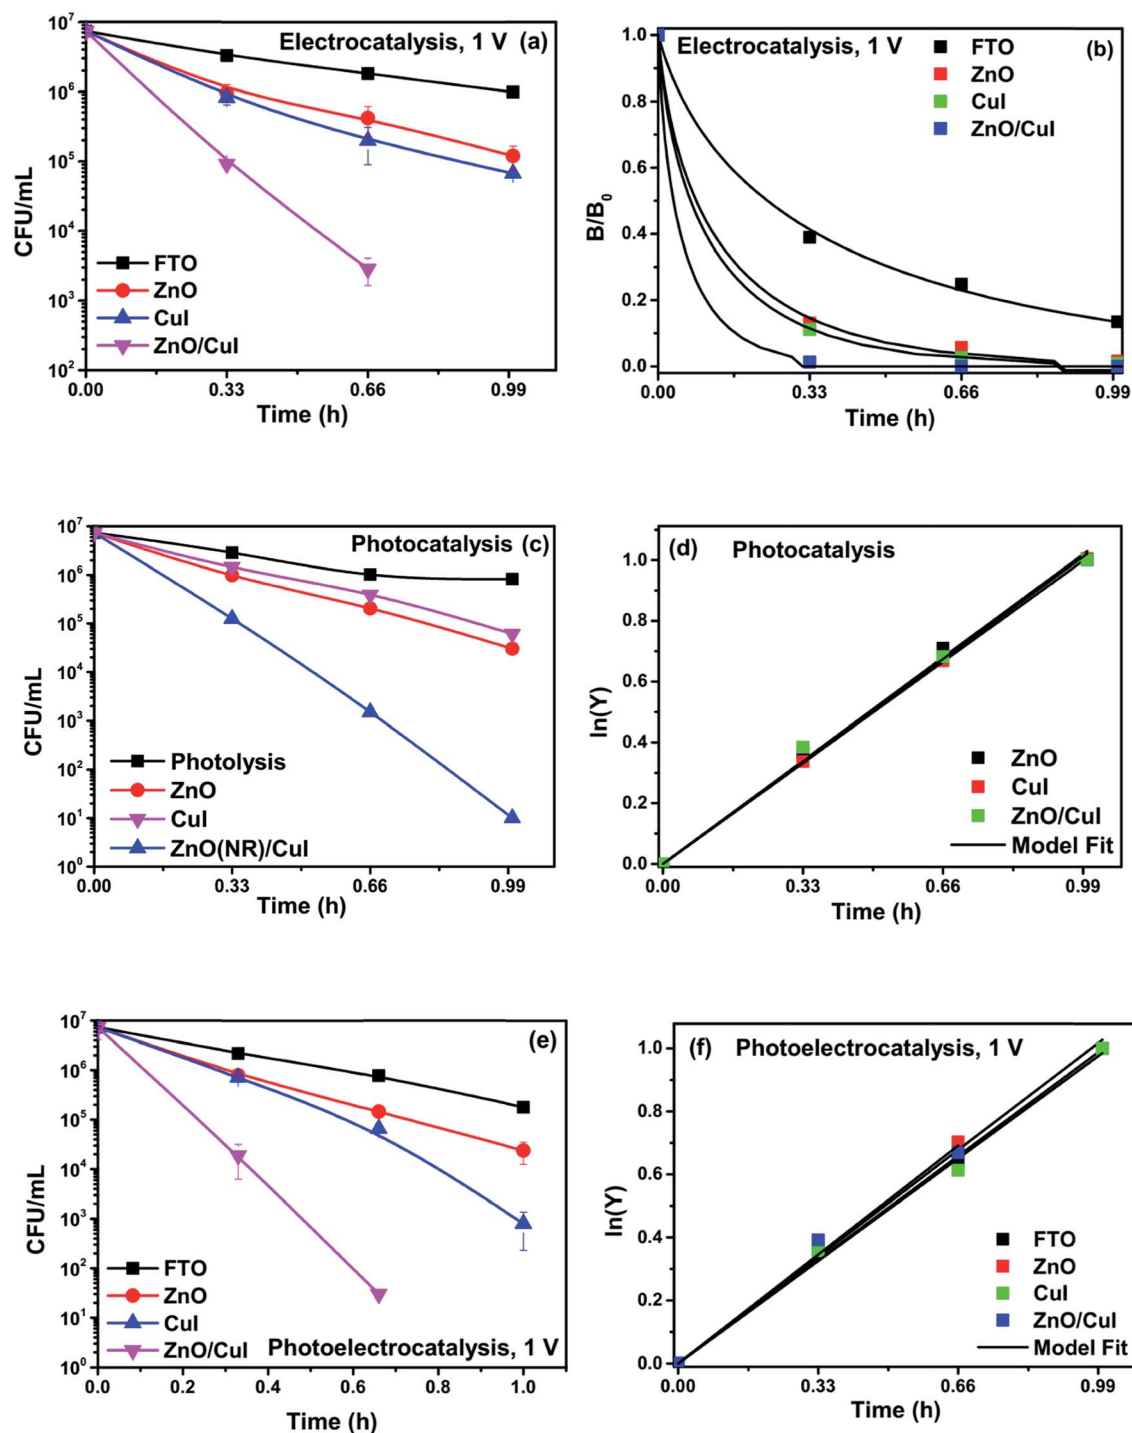 Electrocatalysis, 1 V (a)
CFU/mL
10⁷
10⁶
10⁵
10⁴
10³
10²
FTO
ZnO
CuI
ZnO/CuI
0.00 0.33 0.66 0.99
Time (h)
Electrocatalysis, 1 V (b)
B/B₀
1.0
0.8
0.6
0.4
0.2
0.0
FTO
ZnO
CuI
ZnO/CuI
0.00 0.33 0.66 0.99
Time (h)
Photocatalysis (c)
CFU/mL
10⁷
10⁶
10⁵
10⁴
10³
10²
10¹
10⁰
Photolysis
ZnO
CuI
ZnO(NR)/CuI
0.00 0.33 0.66 0.99
Time (h)
(d) Photocatalysis
ln(Y)
1.0
0.8
0.6
0.4
0.2
0.0
ZnO
CuI
ZnO/CuI
Model Fit
0.00 0.33 0.66 0.99
Time (h)
(e)
CFU/mL
10⁷
10⁶
10⁵
10⁴
10³
10²
10¹
10⁰
FTO
ZnO
CuI
ZnO/CuI
Photoelectrocatalysis, 1 V
0.0 0.2 0.4 0.6 0.8 1.0
Time (h)
(f) Photoelectrocatalysis, 1 V
ln(Y)
1.0
0.8
0.6
0.4
0.2
0.0
FTO
ZnO
CuI
ZnO/CuI
Model Fit
0.00 0.33 0.66 0.99
Time (h)